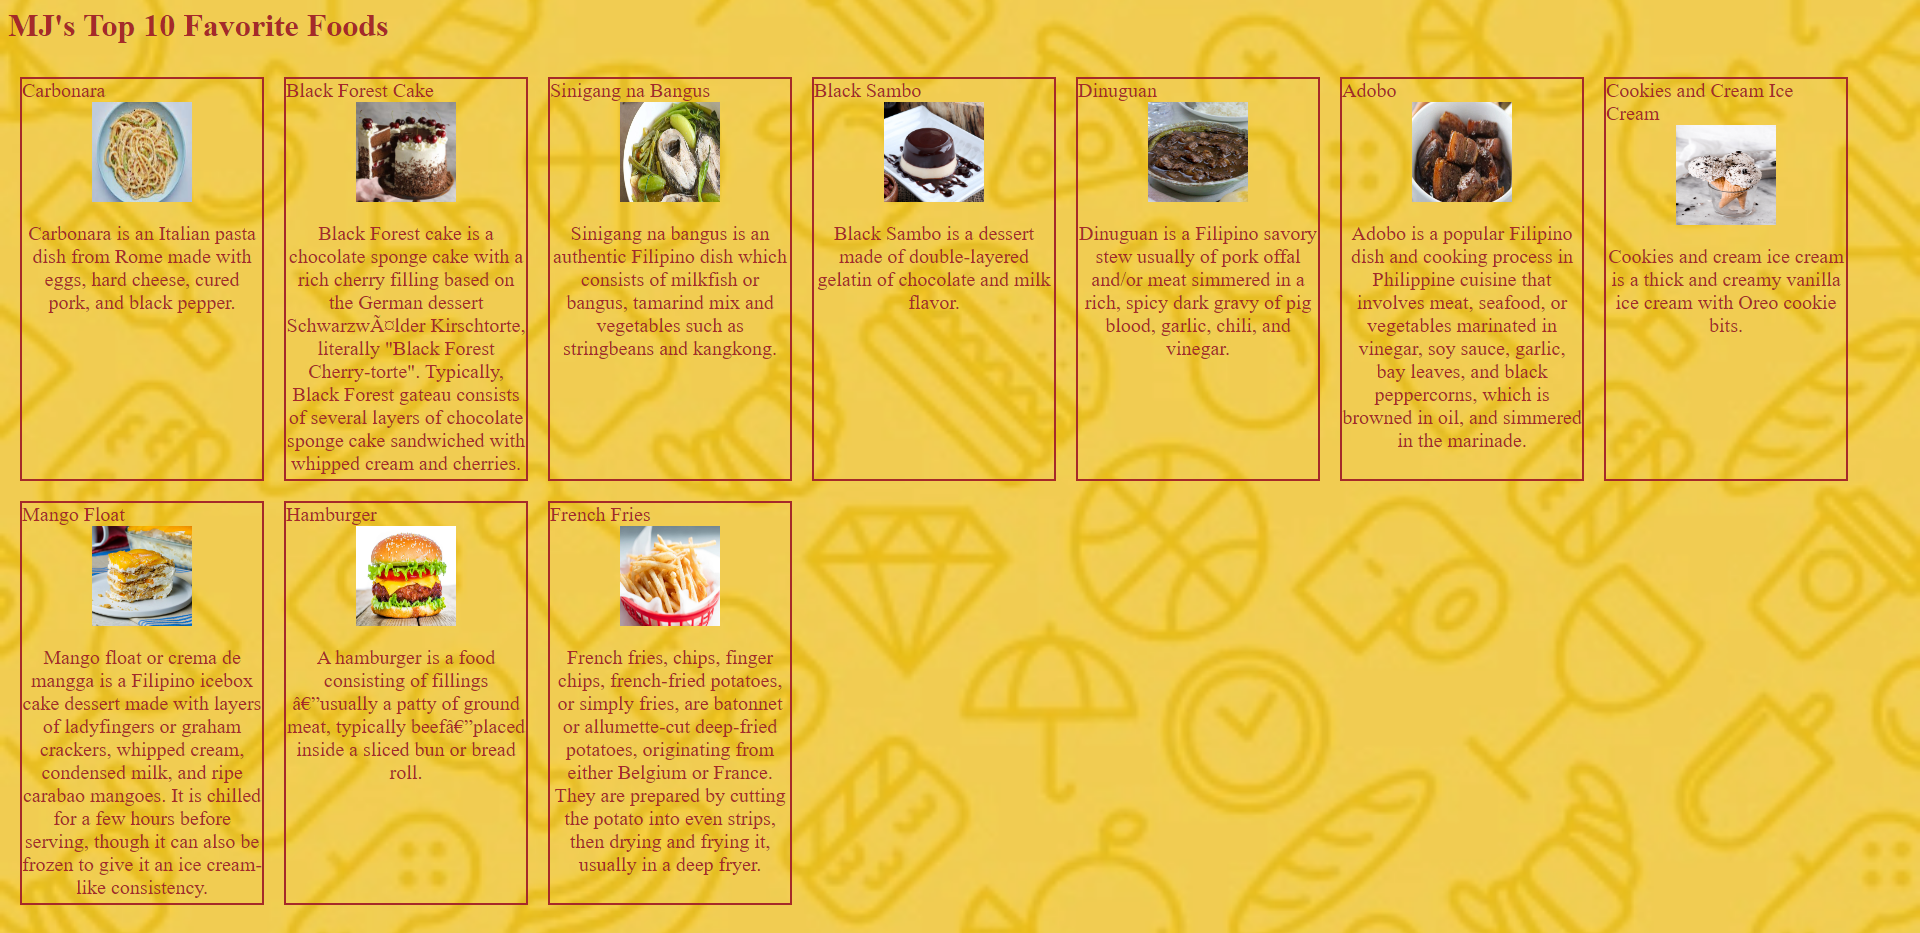 MJ's Top 10 Favorite Foods
Carbonara
Carbonara is an Italian pasta
dish from Rome made with
eggs, hard cheese, cured
pork, and black pepper.
Black Forest Cake
Black Forest cake is a
chocolate sponge cake with a
rich cherry filling based on
the German dessert
SchwarzwÃ¤lder Kirschtorte,
literally "Black Forest
Cherry-torte". Typically,
Black Forest gateau consists
of several layers of chocolate
sponge cake sandwiched with
whipped cream and cherries.
Sinigang na Bangus
Sinigang na bangus is an
authentic Filipino dish which
consists of milkfish or
bangus, tamarind mix and
vegetables such as
stringbeans and kangkong.
Black Sambo
Black Sambo is a dessert
made of double-layered
gelatin of chocolate and milk
flavor.
Dinuguan
Dinuguan is a Filipino savory
stew usually of pork offal
and/or meat simmered in a
rich, spicy dark gravy of pig
blood, garlic, chili, and
vinegar.
Adobo
Adobo is a popular Filipino
dish and cooking process in
Philippine cuisine that
involves meat, seafood, or
vegetables marinated in
vinegar, soy sauce, garlic,
bay leaves, and black
peppercorns, which is
browned in oil, and simmered
in the marinade.
Cookies and Cream Ice
Cream
Cookies and cream ice cream
is a thick and creamy vanilla
ice cream with Oreo cookie
bits.
Mango Float
Mango float or crema de
mangga is a Filipino icebox
cake dessert made with layers
of ladyfingers or graham
crackers, whipped cream,
condensed milk, and ripe
carabao mangoes. It is chilled
for a few hours before
serving, though it can also be
frozen to give it an ice cream-
like consistency.
Hamburger
A hamburger is a food
consisting of fillings
â€”usually a patty of ground
meat, typically beefâ€”placed
inside a sliced bun or bread
roll.
French Fries
French fries, chips, finger
chips, french-fried potatoes,
or simply fries, are batonnet
or allumette-cut deep-fried
potatoes, originating from
either Belgium or France.
They are prepared by cutting
the potato into even strips,
then drying and frying it,
usually in a deep fryer.